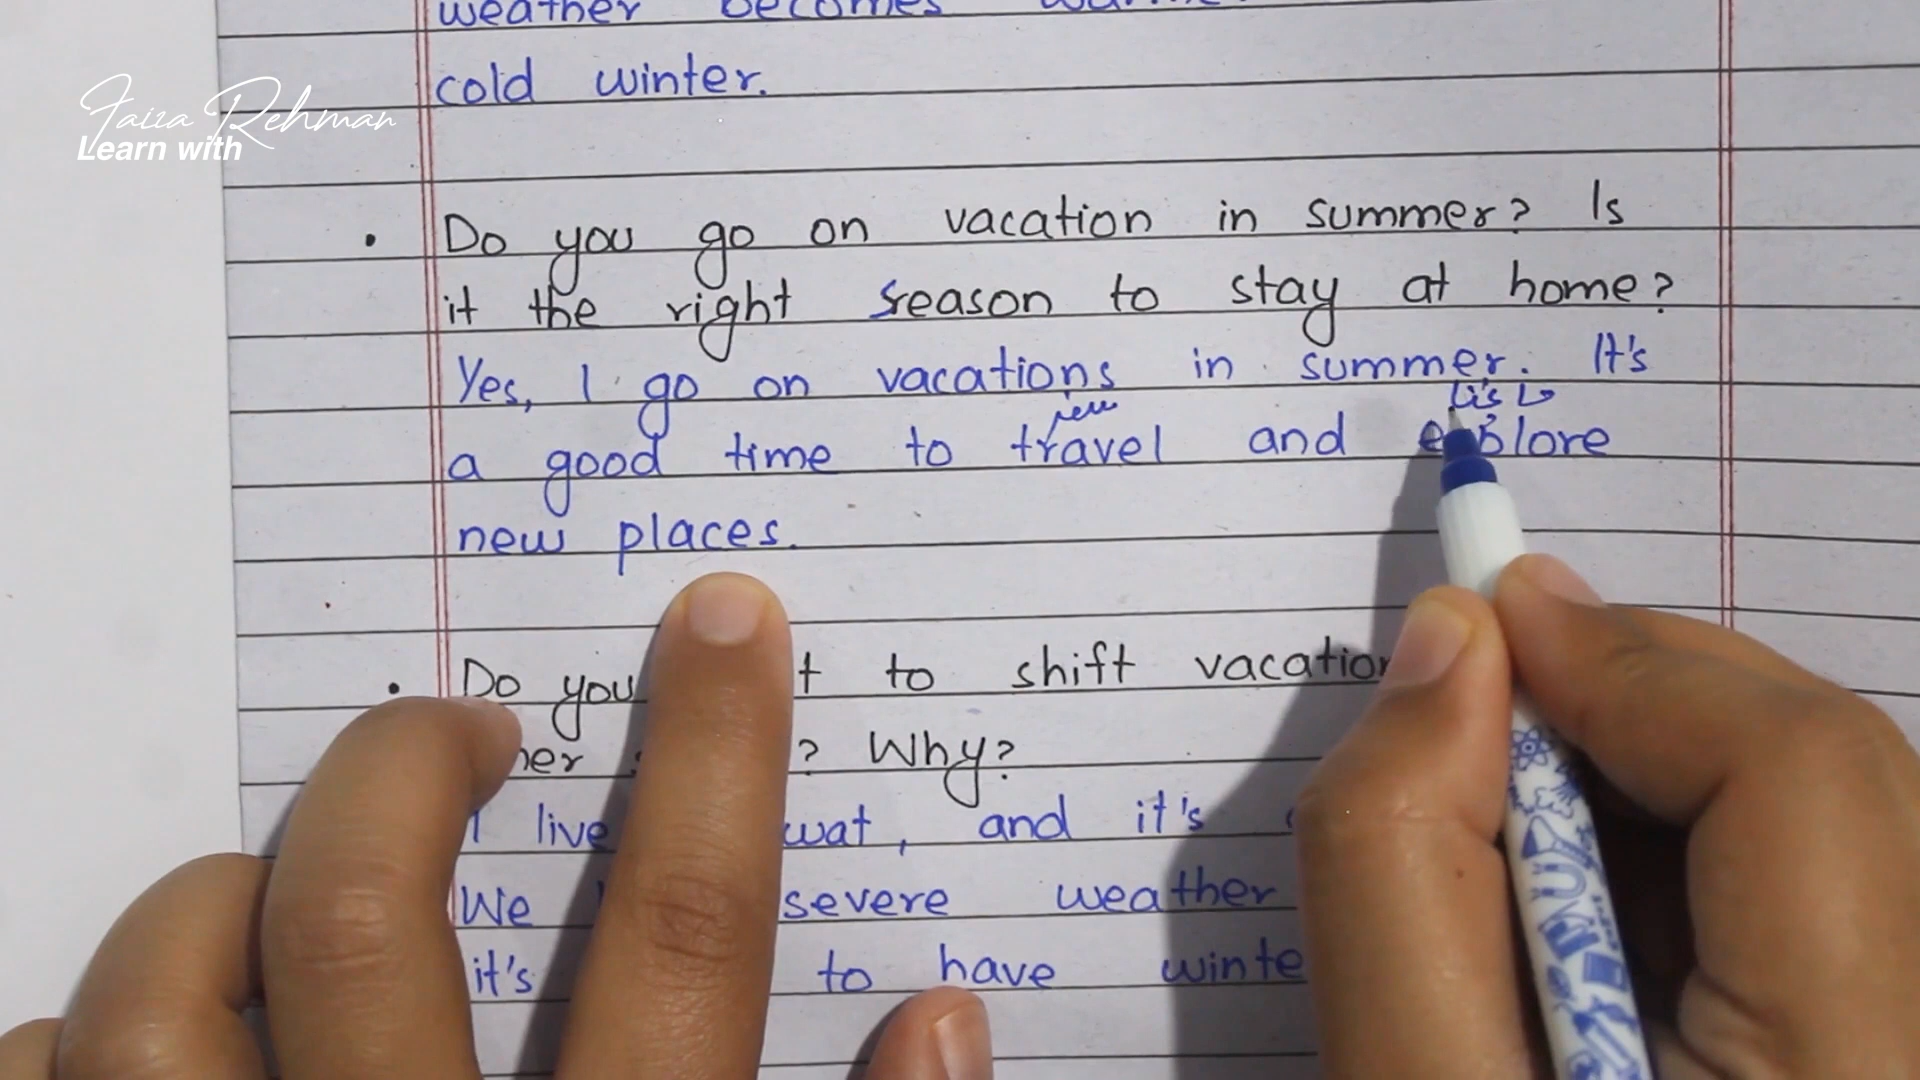 weather becomes
cold winter.
Faiza Rehman
Learn with
• Do you go on vacation in summer? Is
it the right season to stay at home?
Yes, I go on vacations in summer. It's
سفر
a good time to travel and explore
new places.
• Do you to shift vacation
? Why?
I live and it's
We severe weather
it's to have